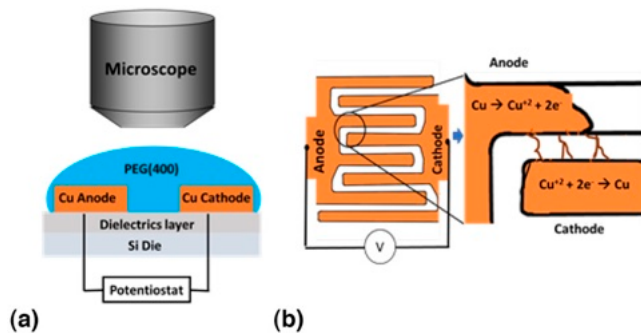 (a)
Microscope
PEG(400)
Cu Anode
Cu Cathode
Dielectrics layer
Si Die
Potentiostat
(b)
Anode
Cathode
V
Anode
Cu → Cu⁺² + 2e⁻
Cu⁺² + 2e⁻ → Cu
Cathode